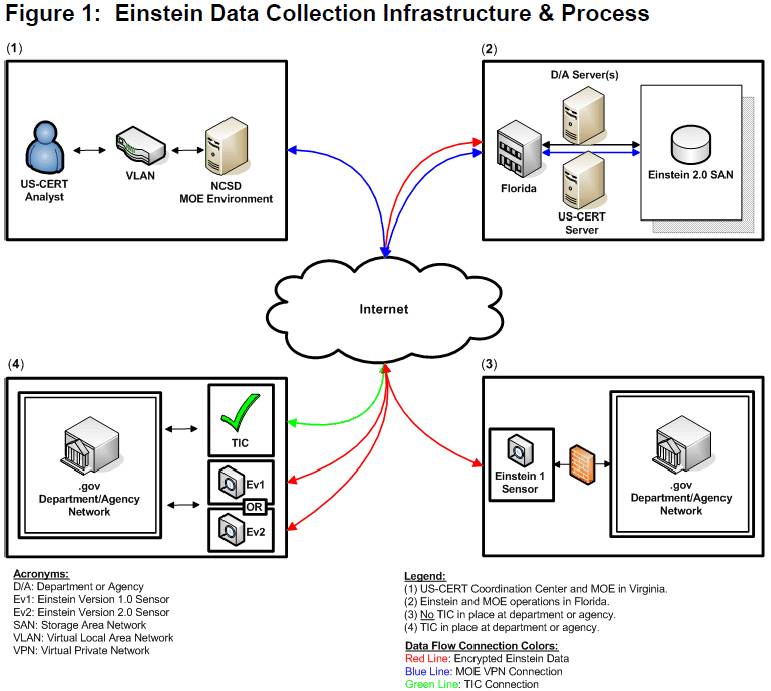 Figure 1:  Einstein Data Collection Infrastructure & Process
(1)
US-CERT
Analyst
VLAN
NCSD
MOE Environment
(2)
D/A Server(s)
Florida
US-CERT
Server
Einstein 2.0 SAN
Internet
(4)
.gov
Department/Agency
Network
TIC
Ev1
OR
Ev2
(3)
Einstein 1
Sensor
.gov
Department/Agency
Network
Acronyms:
D/A: Department or Agency
Ev1: Einstein Version 1.0 Sensor
Ev2: Einstein Version 2.0 Sensor
SAN: Storage Area Network
VLAN: Virtual Local Area Network
VPN: Virtual Private Network
Legend:
(1) US-CERT Coordination Center and MOE in Virginia.
(2) Einstein and MOE operations in Florida.
(3) No TIC in place at department or agency.
(4) TIC in place at department or agency.
Data Flow Connection Colors:
Red Line: Encrypted Einstein Data
Blue Line: MOE VPN Connection
Green Line: TIC Connection